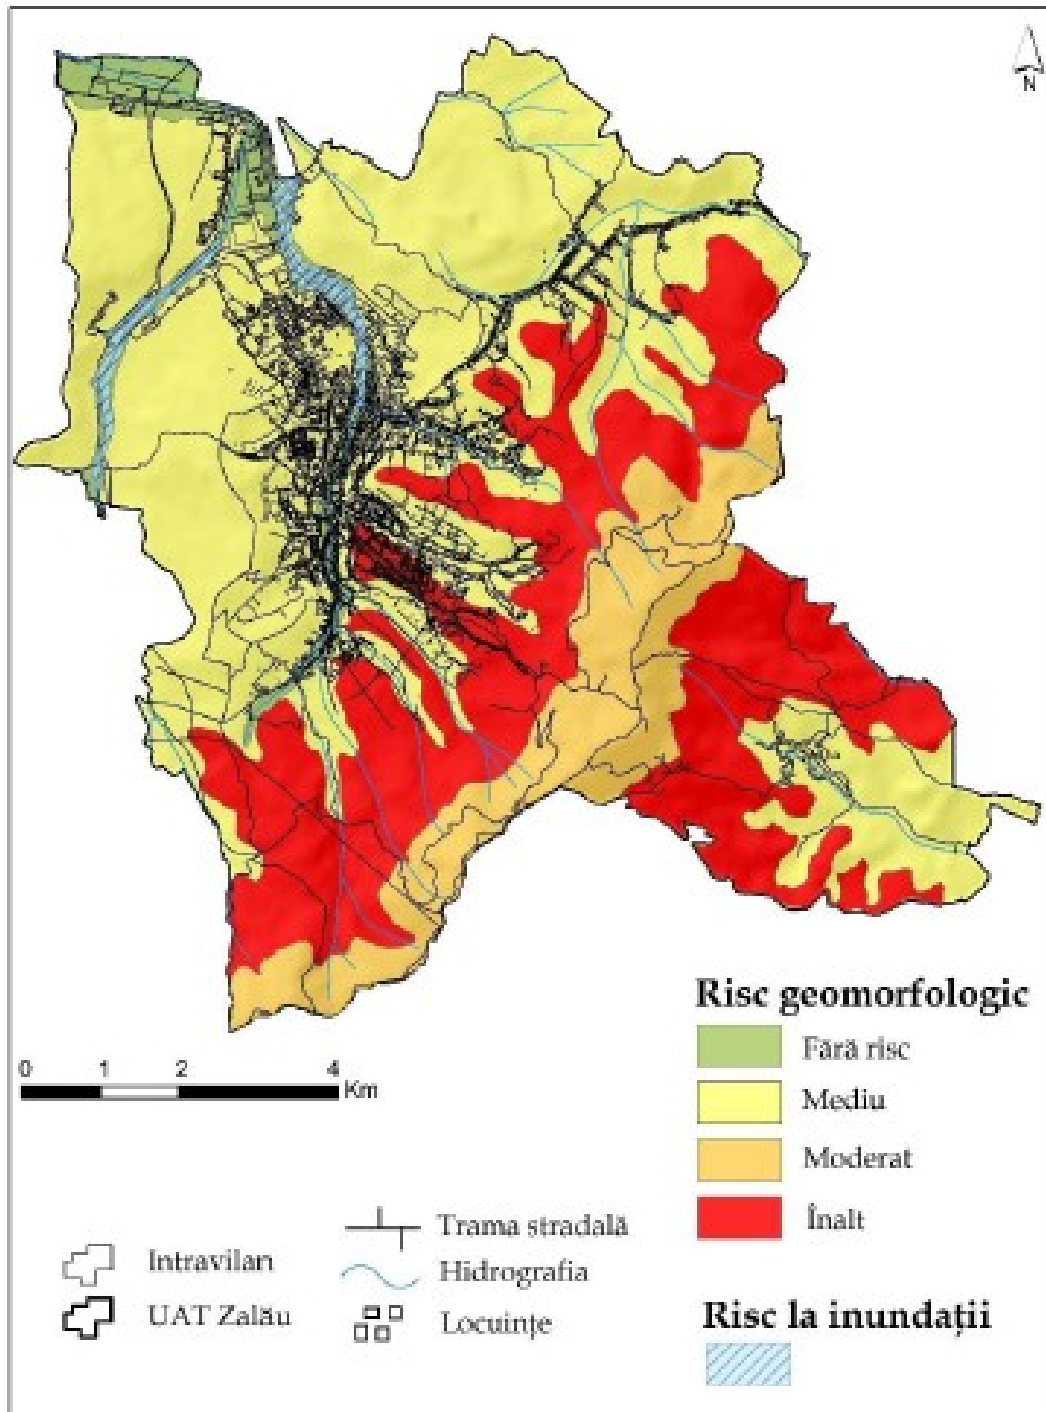 N
Risc geomorfologic
Fără risc
Mediu
Moderat
Înalt
0 1 2 4 Km
Trama stradală
Hidrografia
Locuințe
Intravilan
UAT Zalău
Risc la inundații